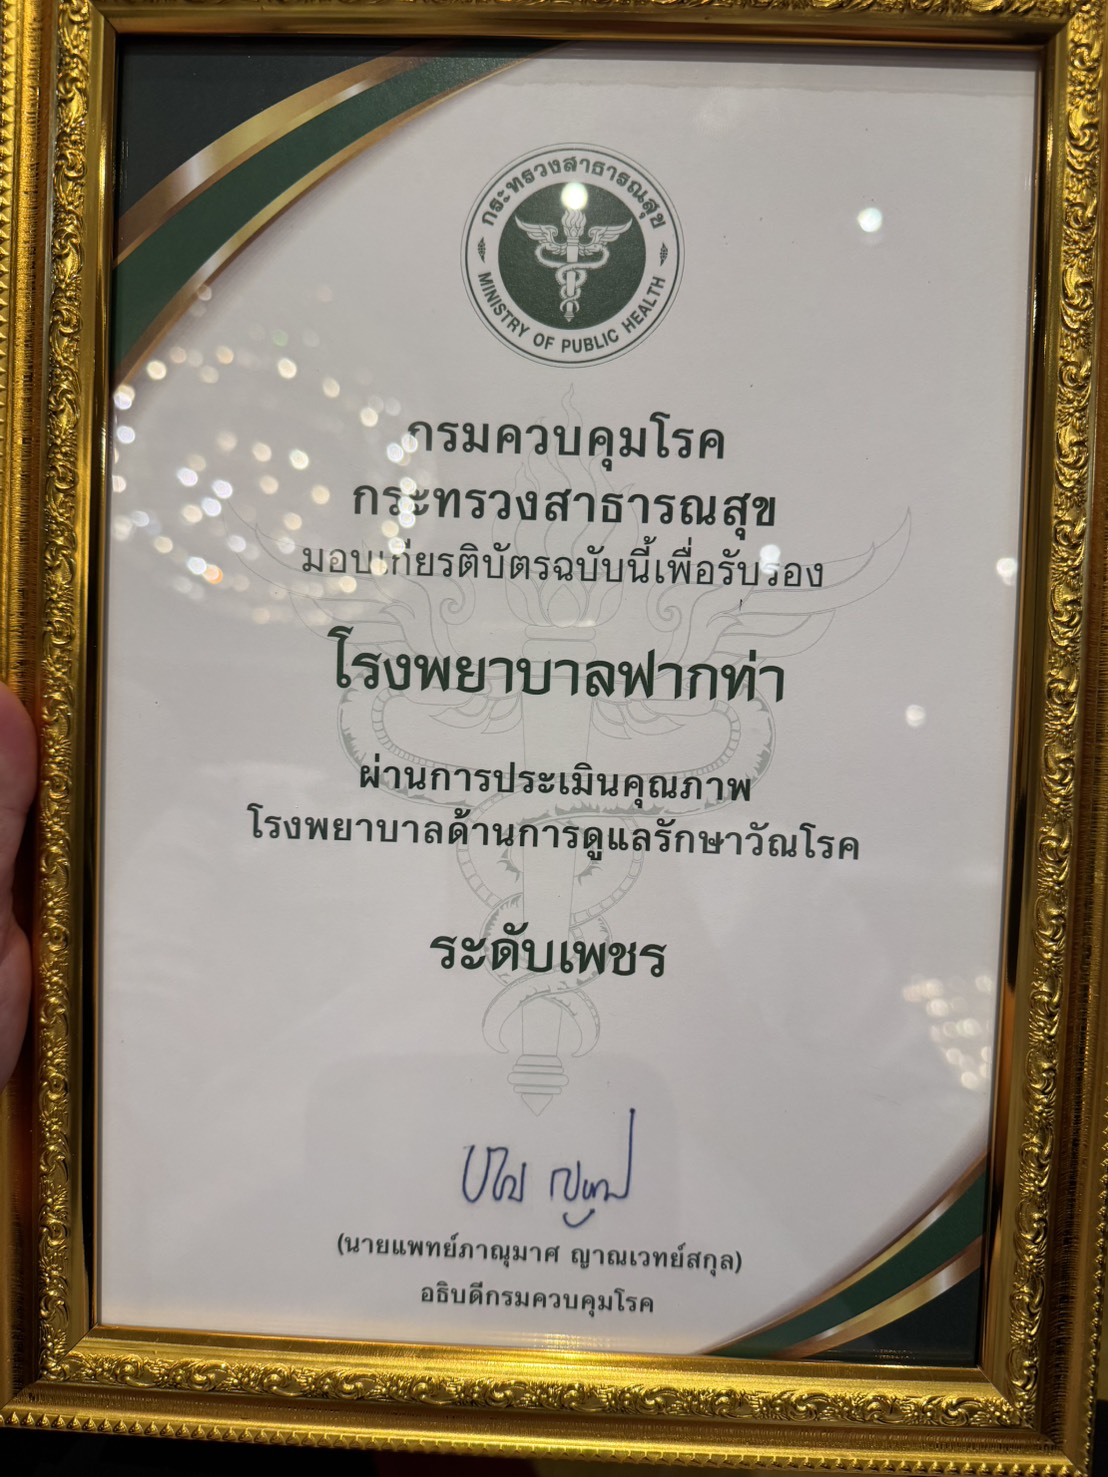 กระทรวงสาธารณสุข
MINISTRY OF PUBLIC HEALTH
กรมควบคุมโรค
กระทรวงสาธารณสุข
มอบเกียรติบัตรฉบับนี้เพื่อรับรอง
โรงพยาบาลฟากท่า
ผ่านการประเมินคุณภาพ
โรงพยาบาลด้านการดูแลรักษาวัณโรค
ระดับเพชร
(นายแพทย์ภาณุมาศ ญาณเวทย์สกุล)
อธิบดีกรมควบคุมโรค